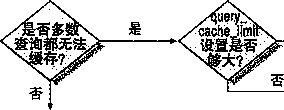 是否多数
查询都无法
缓存?
是
query_
cache_limit
设置是否
够大?
否
否